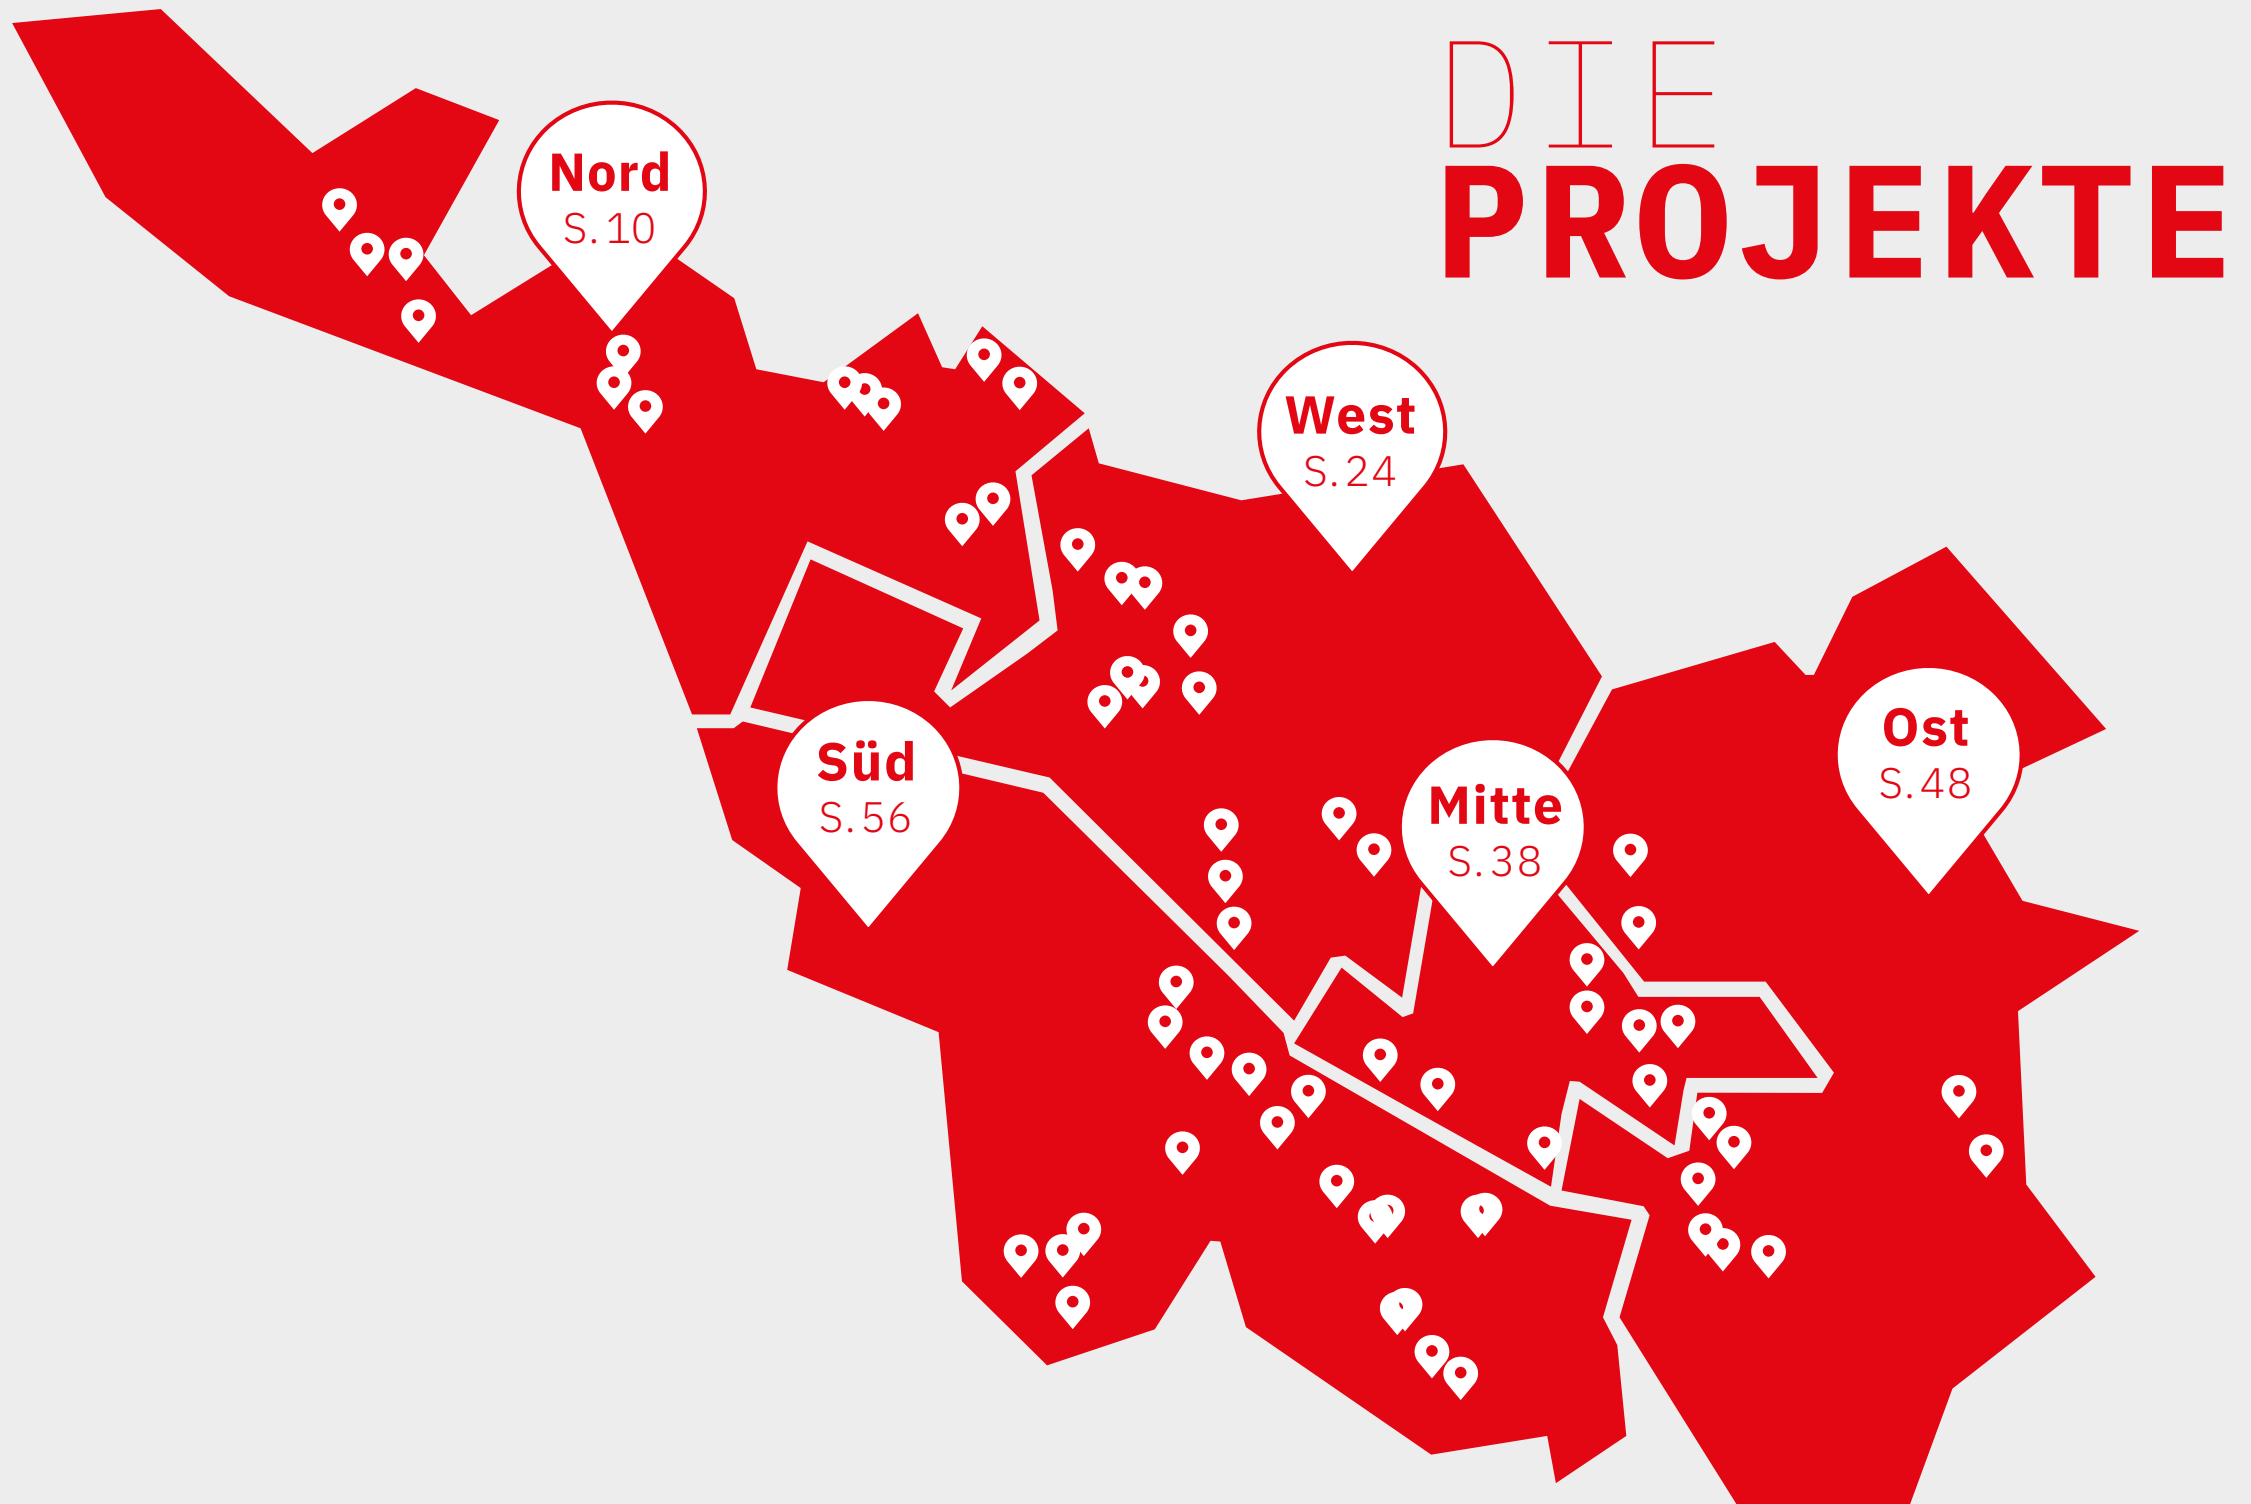 DIE
PROJEKTE
Nord
S.10
West
S.24
Süd
S.56
Mitte
S.38
Ost
S.48